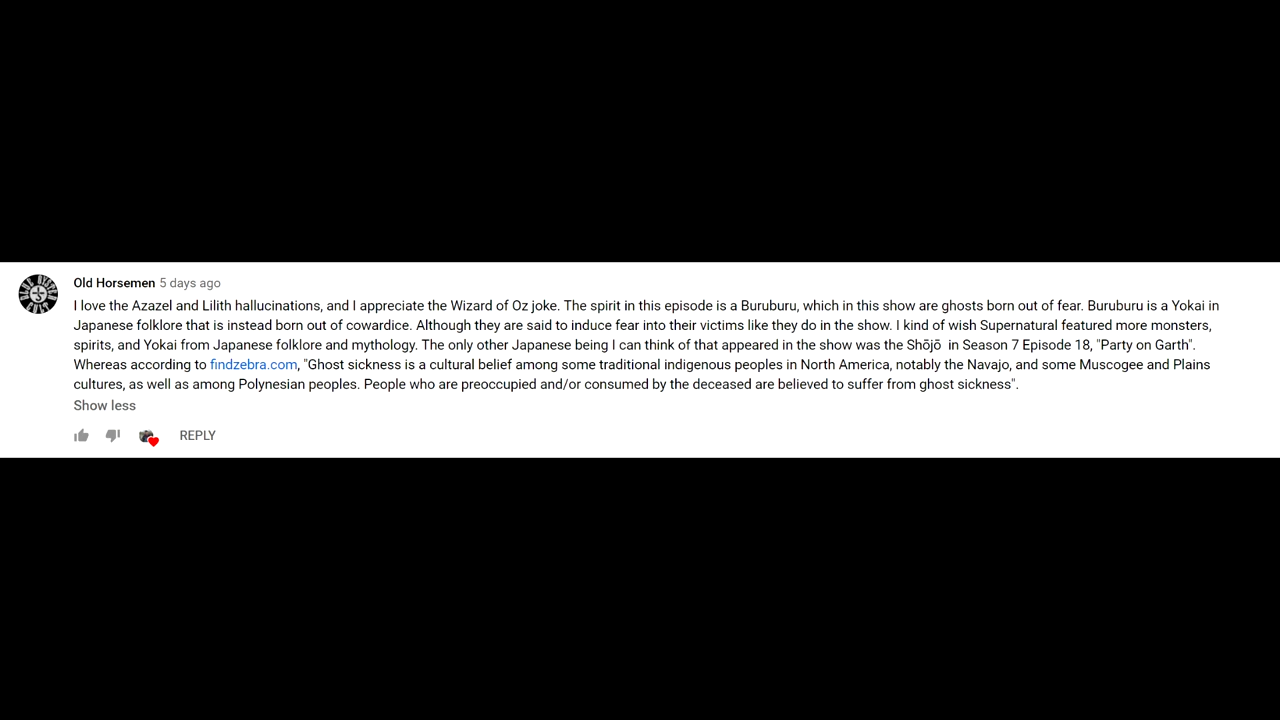 Old Horsemen 5 days ago
I love the Azazel and Lilith hallucinations, and I appreciate the Wizard of Oz joke. The spirit in this episode is a Buruburu, which in this show are ghosts born out of fear. Buruburu is a Yokai in
Japanese folklore that is instead born out of cowardice. Although they are said to induce fear into their victims like they do in the show. I kind of wish Supernatural featured more monsters,
spirits, and Yokai from Japanese folklore and mythology. The only other Japanese being I can think of that appeared in the show was the Shōjō  in Season 7 Episode 18, "Party on Garth".
Whereas according to findzebra.com, "Ghost sickness is a cultural belief among some traditional indigenous peoples in North America, notably the Navajo, and some Muscogee and Plains
cultures, as well as among Polynesian peoples. People who are preoccupied and/or consumed by the deceased are believed to suffer from ghost sickness".
Show less
REPLY